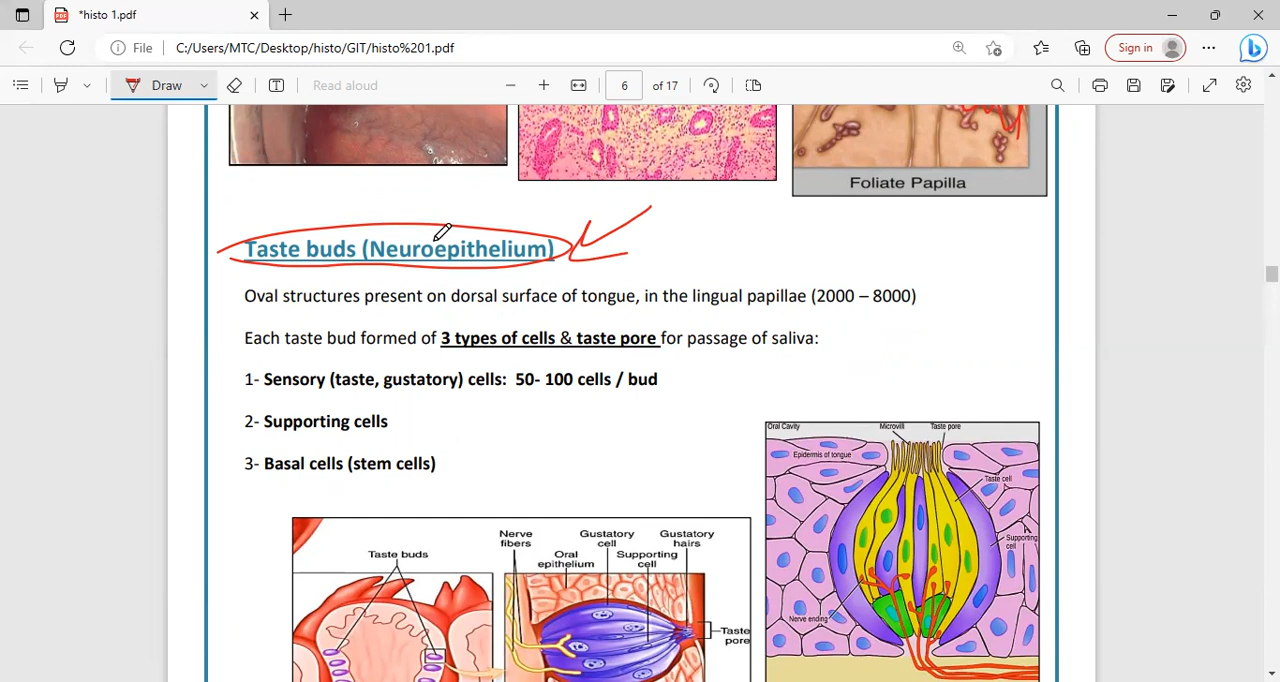 *histo 1.pdf
File
C:/Users/MTC/Desktop/histo/GIT/histo%201.pdf
Sign in
Draw
Read aloud
6
of 17
Foliate Papilla
Taste buds (Neuroepithelium)
Oval structures present on dorsal surface of tongue, in the lingual papillae (2000 – 8000)
Each taste bud formed of 3 types of cells & taste pore for passage of saliva:
1- Sensory (taste, gustatory) cells:  50- 100 cells / bud
2- Supporting cells
3- Basal cells (stem cells)
Oral Cavity
Microvill
Taste pore
Epidermis of tongue
Taste cell
Supporting
cell
Nerve ending
Taste buds
Nerve
fibers
Oral
epithelium
Gustatory
cell
Supporting
cell
Gustatory
hairs
Taste
pore